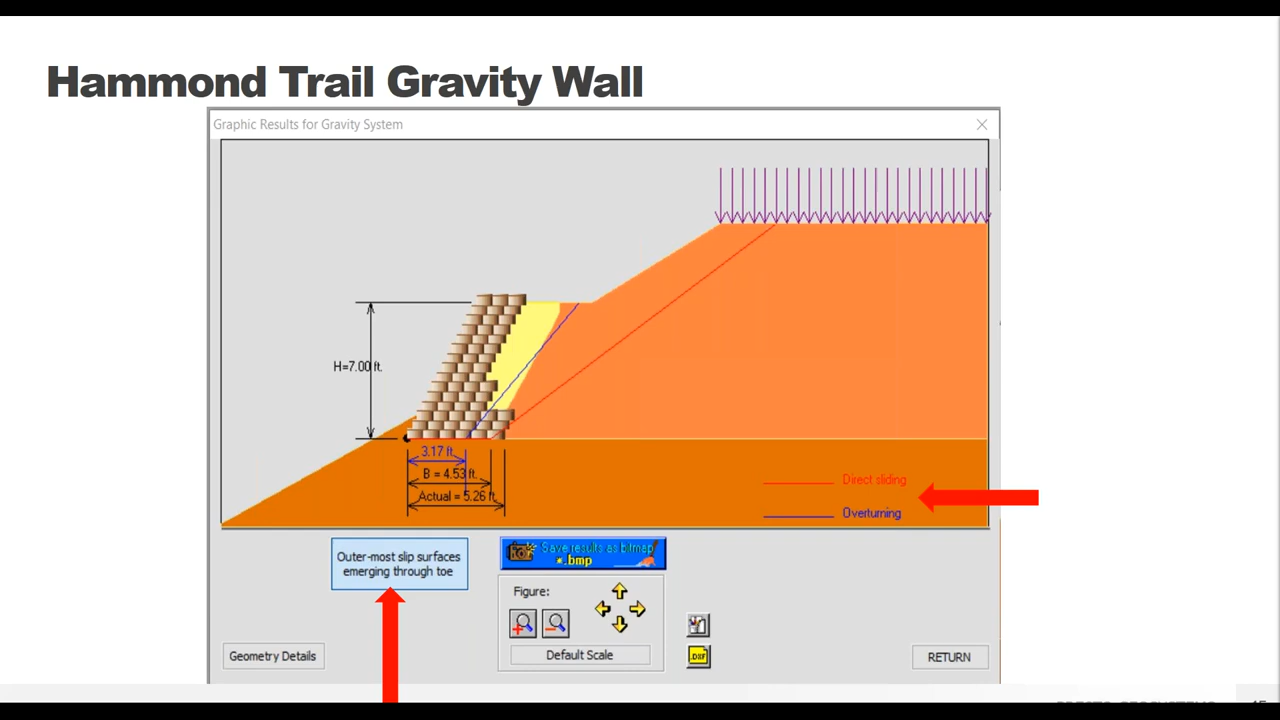 Hammond Trail Gravity Wall
Graphic Results for Gravity System
H=7.00 ft.
3.17 ft.
B = 4.53 ft.
Actual = 5.26 ft.
Direct sliding
Overturning
Outer-most slip surfaces
emerging through toe
Save results as bitmap
*.bmp
Figure:
Default Scale
.DXF
Geometry Details
RETURN